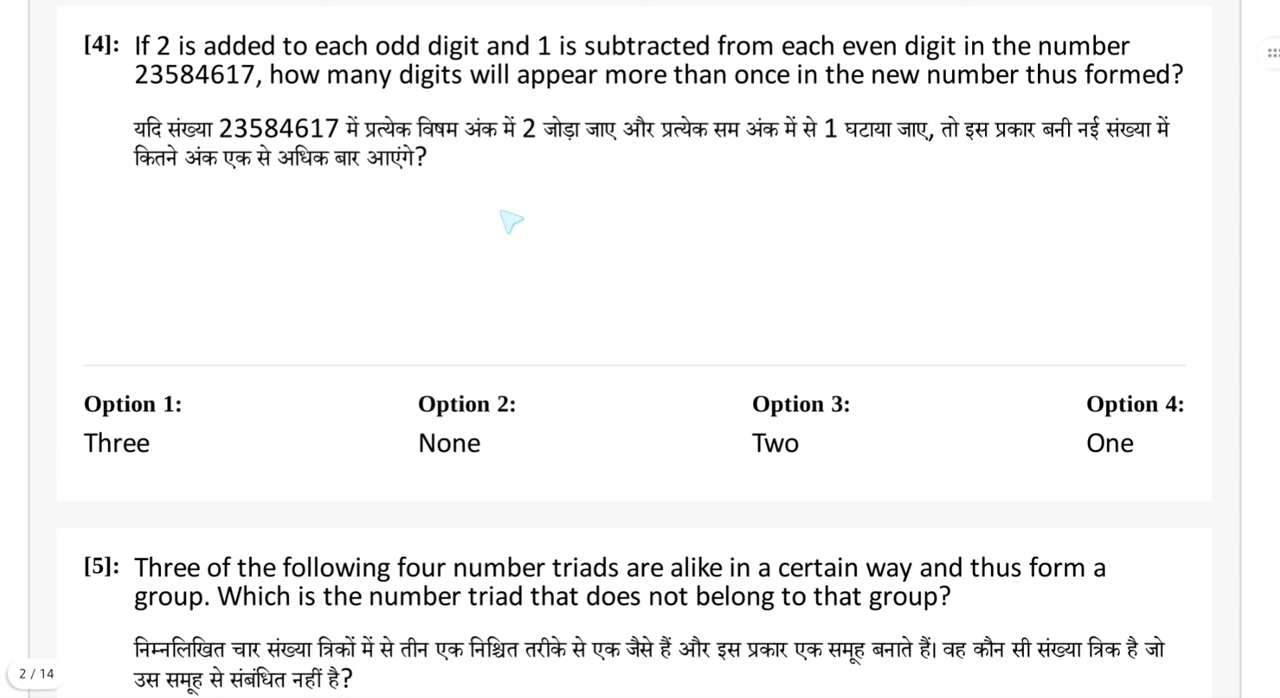 [4]: If 2 is added to each odd digit and 1 is subtracted from each even digit in the number
23584617, how many digits will appear more than once in the new number thus formed?
यदि संख्या 23584617 में प्रत्येक विषम अंक में 2 जोड़ा जाए और प्रत्येक सम अंक में से 1 घटाया जाए, तो इस प्रकार बनी नई संख्या में
कितने अंक एक से अधिक बार आएंगे?
Option 1: Option 2: Option 3: Option 4:
Three None Two One
[5]: Three of the following four number triads are alike in a certain way and thus form a
group. Which is the number triad that does not belong to that group?
निम्नलिखित चार संख्या त्रिकों में से तीन एक निश्चित तरीके से एक जैसे हैं और इस प्रकार एक समूह बनाते हैं। वह कौन सी संख्या त्रिक है जो
उस समूह से संबंधित नहीं है?
2 / 14